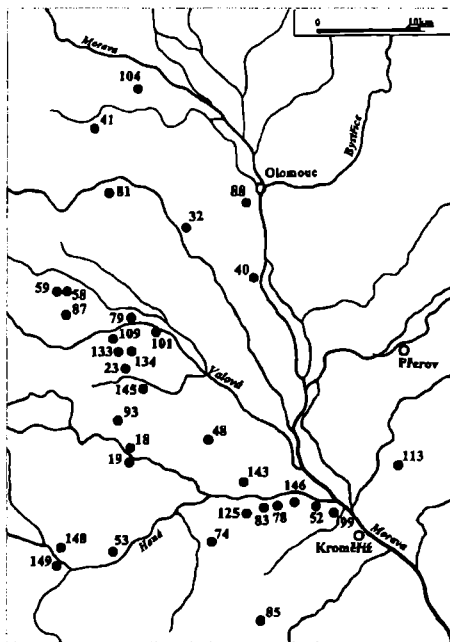 0 10km
Morava
104
41
Bystřice
Olomouc
81
88
32
40
59 58
87
79
109
101
133
134
23
145
Valová
Přerov
93
18
48
19
143
113
146
125 83 78 52 99
Morava
Kroměříž
148
149
53
Haná
74
85